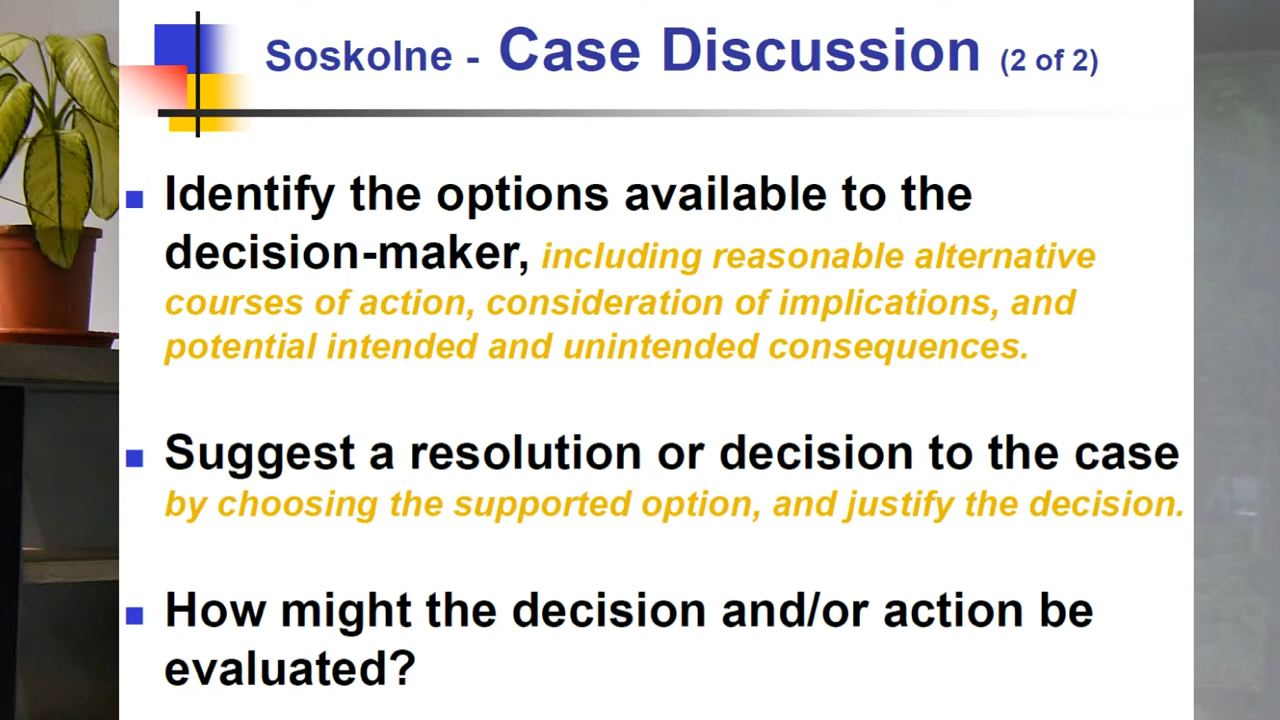 Soskolne - Case Discussion (2 of 2)
Identify the options available to the
decision-maker, including reasonable alternative
courses of action, consideration of implications, and
potential intended and unintended consequences.
Suggest a resolution or decision to the case
by choosing the supported option, and justify the decision.
How might the decision and/or action be
evaluated?